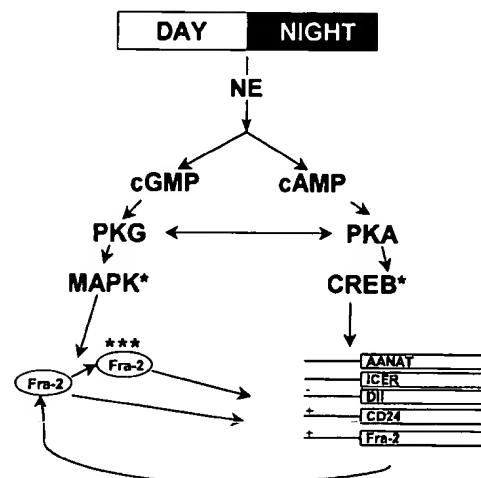 DAY NIGHT
NE
cGMP cAMP
PKG PKA
MAPK* CREB*
***
Fra-2
Fra-2
AANAT
ICER
- DII
+ CD24
+ Fra-2